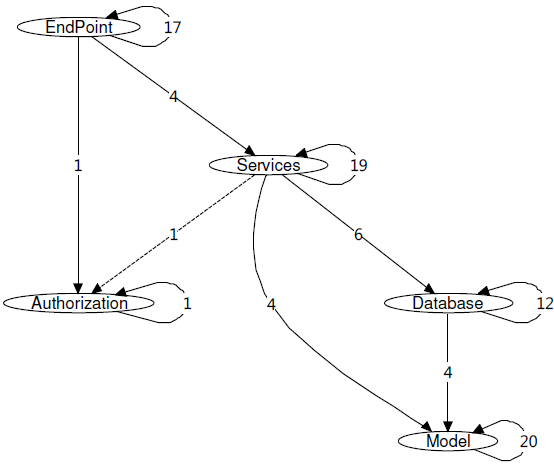 EndPoint
17
4
1
Services
19
1
6
Authorization
1
4
Database
12
4
Model
20